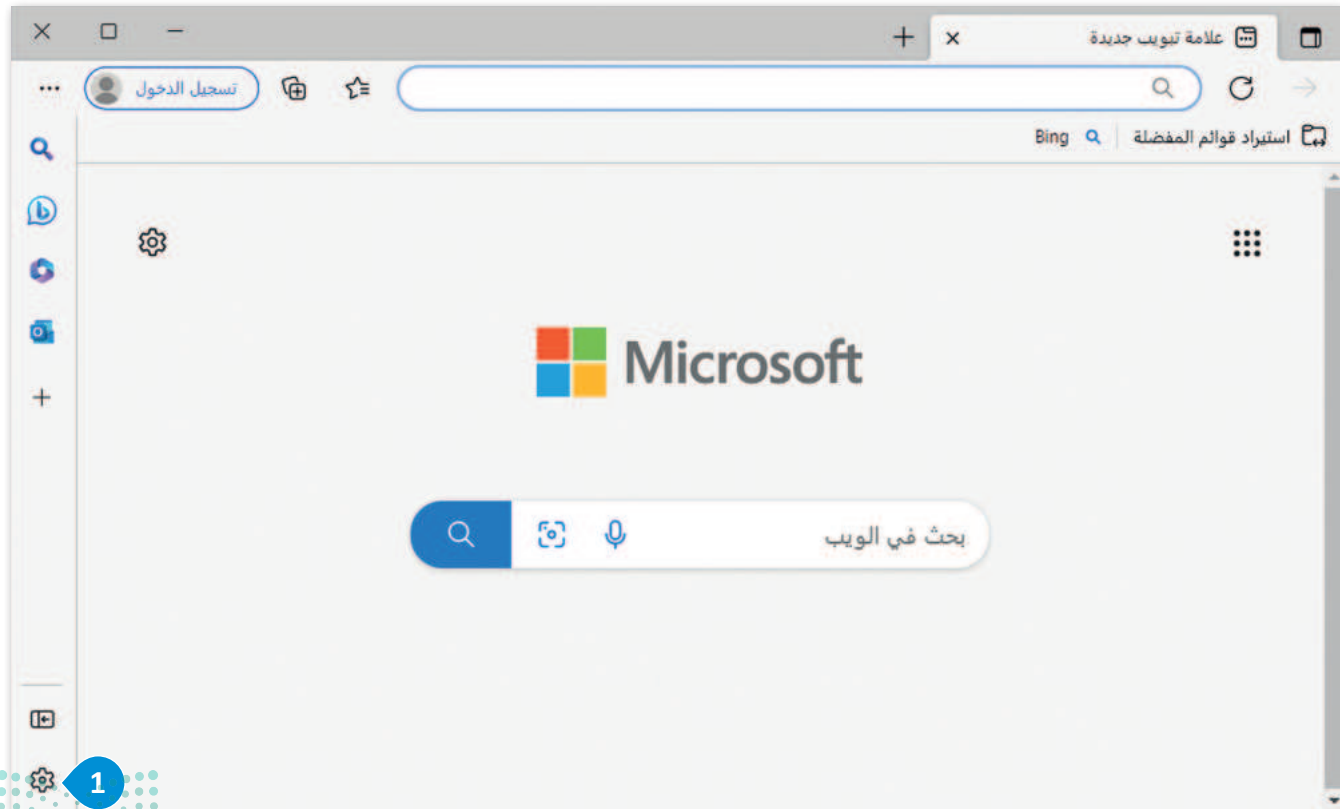 علامة تبويب جديدة
تسجيل الدخول
استيراد قوائم المفضلة
Bing
Microsoft
بحث في الويب
1